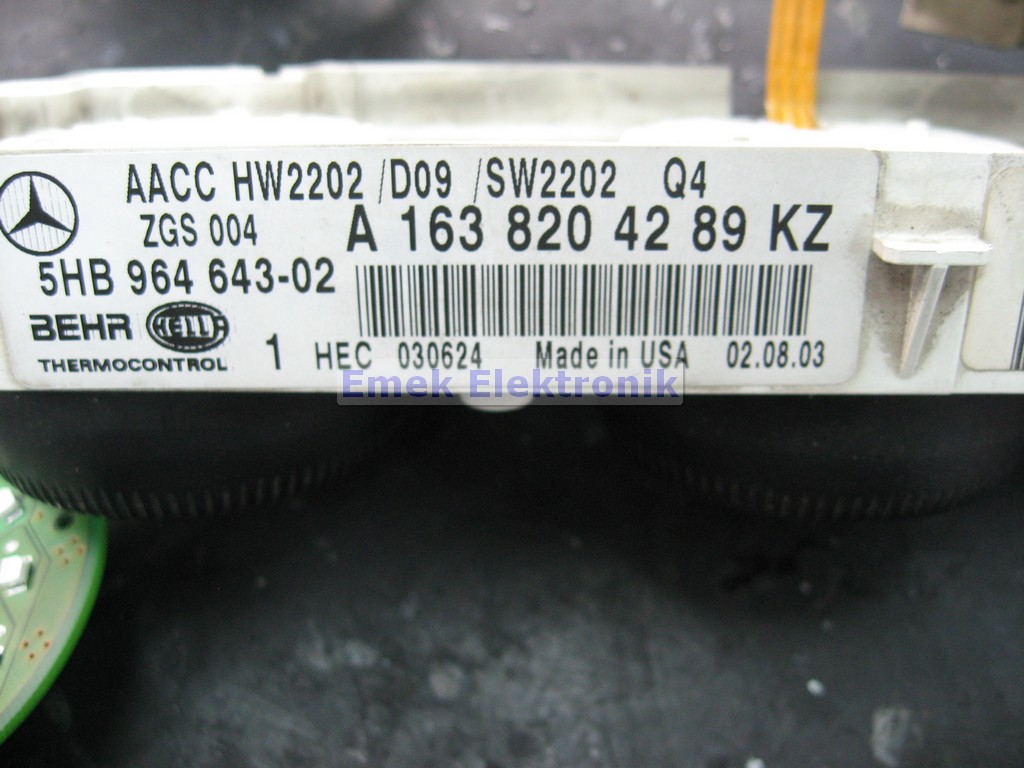 AACC HW2202 /D09 /SW2202 Q4
ZGS 004 A 163 820 42 89 KZ
5HB 964 643-02
BEHR HELLA
THERMOCONTROL 1 HEC 030624 Made in USA 02.08.03
Emek Elektronik